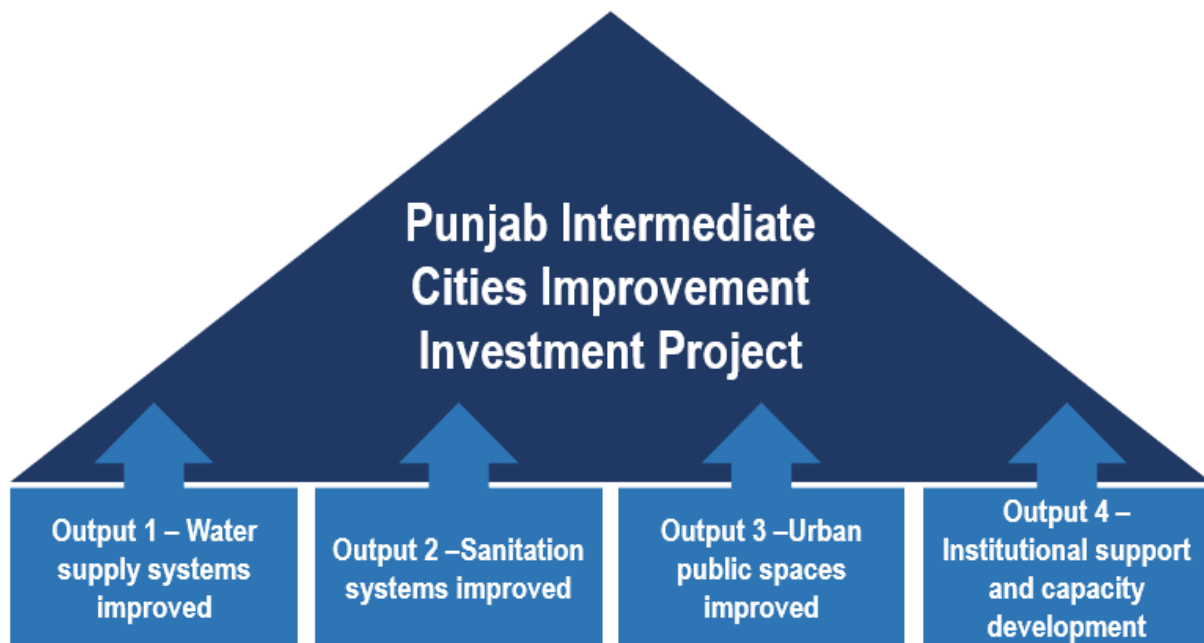 Punjab Intermediate
Cities Improvement
Investment Project
Output 1 – Water
supply systems
improved
Output 2 –Sanitation
systems improved
Output 3 –Urban
public spaces
improved
Output 4 –
Institutional support
and capacity
development